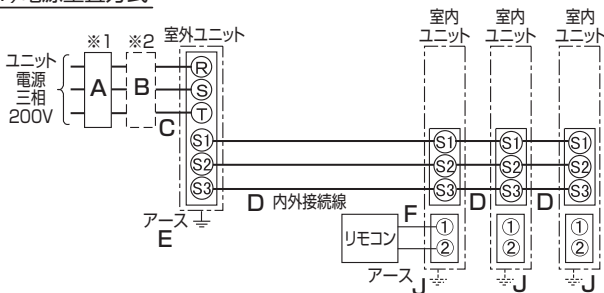 電源重畳方式
※1
※2
室外ユニット
室内
ユニット
室内
ユニット
室内
ユニット
ユニット
電源
三相
200V
A
B
C
R
S
T
S1
S2
S3
S1
S2
S3
S1
S2
S3
S1
S2
S3
D 内外接続線
D
D
アース
E
リモコン
F
①
②
①
②
①
②
アース
J
J
J